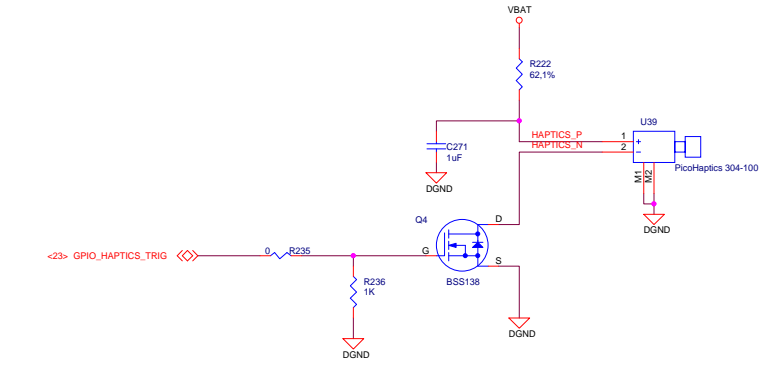 VBAT
R222
62,1%
U39
HAPTICS_P
1
+
HAPTICS_N
2
-
C271
1uF
PicoHaptics 304-100
M1
M2
DGND
DGND
Q4
D
<23> GPIO_HAPTICS_TRIG
0
R235
G
S
R236
1K
BSS138
DGND
DGND